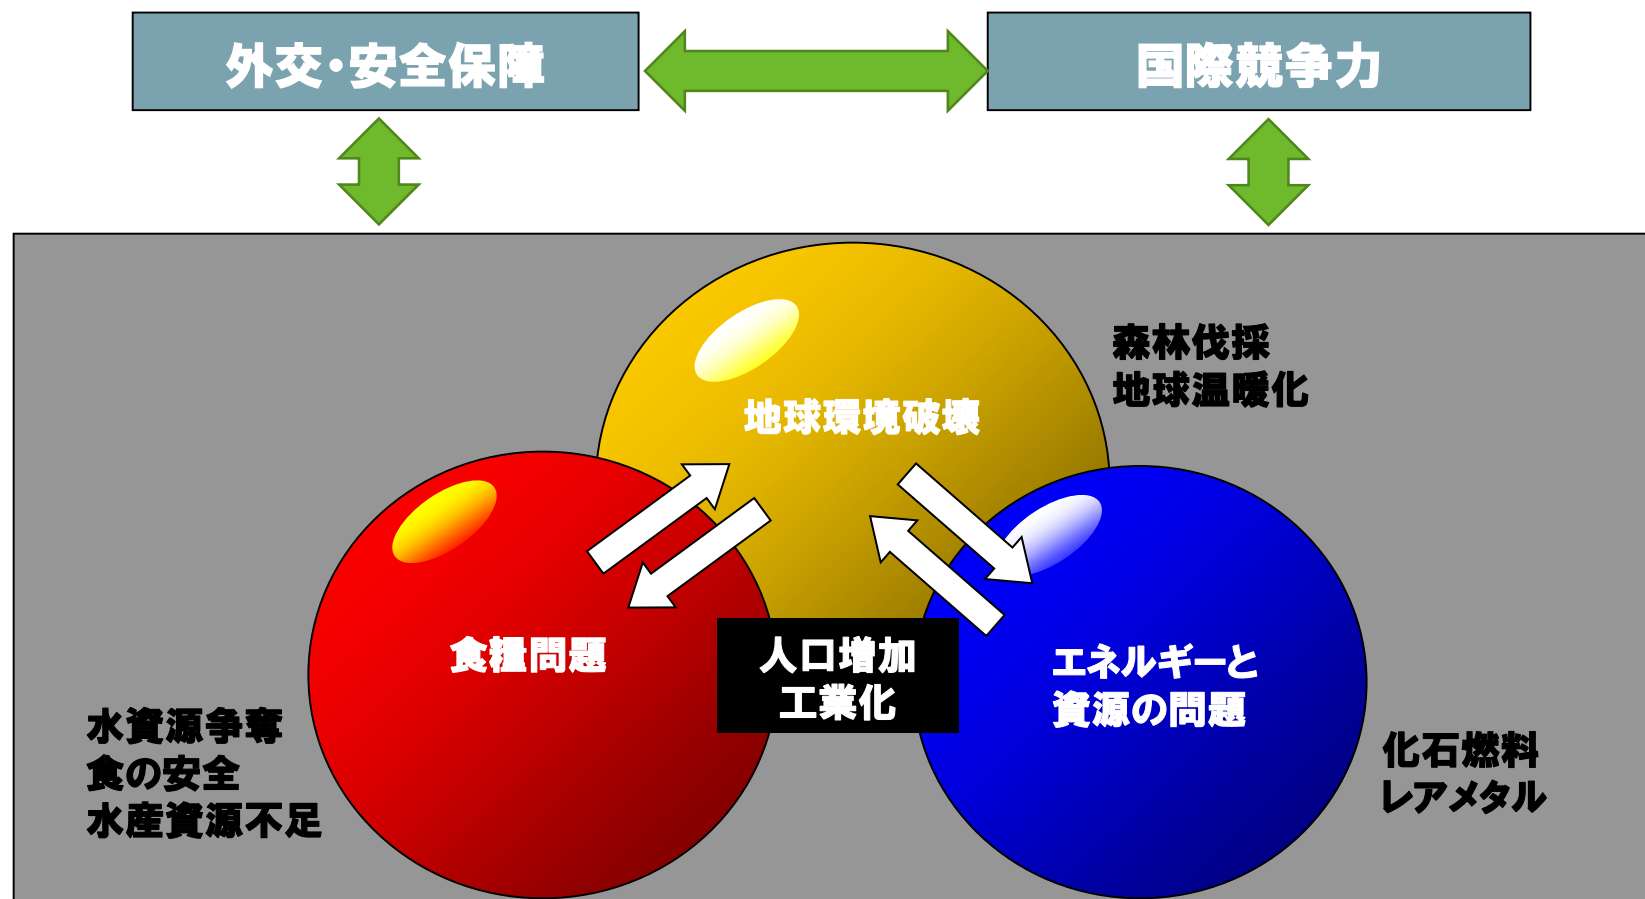 外交・安全保障
国際競争力
森林伐採
地球温暖化
地球環境破壊
食糧問題
人口増加
工業化
エネルギーと
資源の問題
水資源争奪
食の安全
水産資源不足
化石燃料
レアメタル